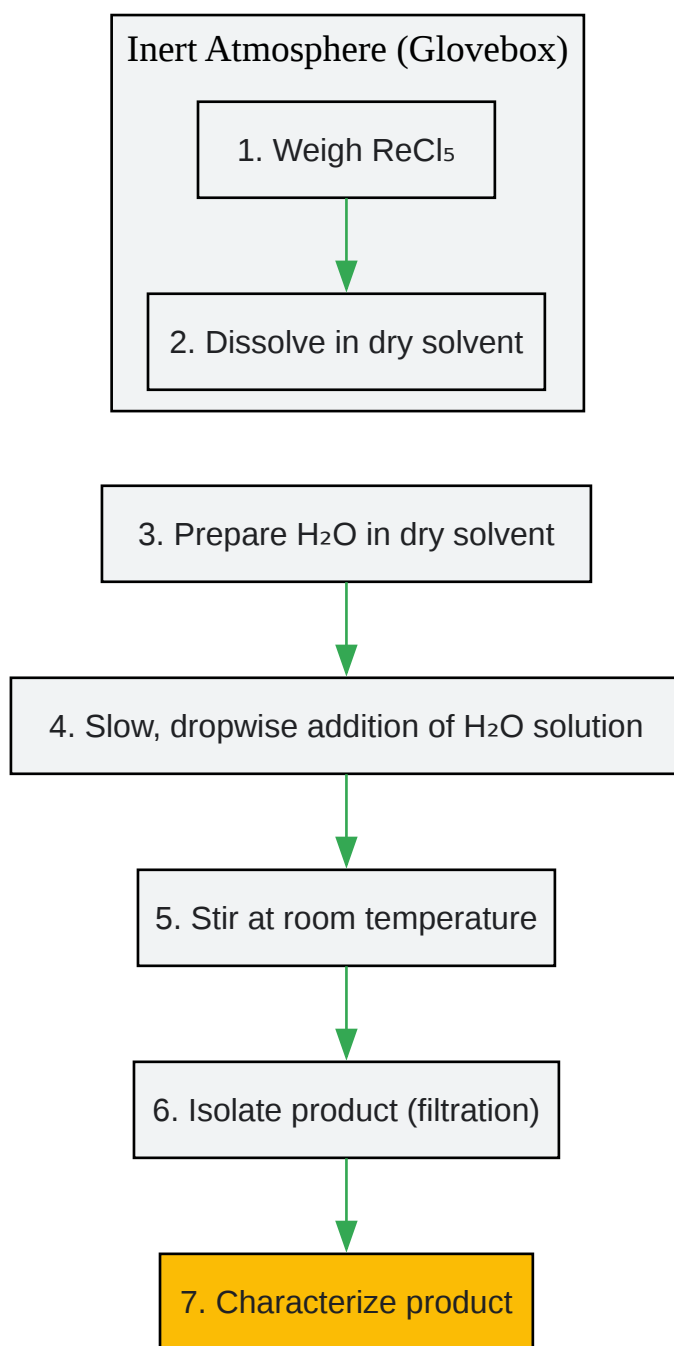 Inert Atmosphere (Glovebox)
1. Weigh ReCl₅
2. Dissolve in dry solvent
3. Prepare H₂O in dry solvent
4. Slow, dropwise addition of H₂O solution
5. Stir at room temperature
6. Isolate product (filtration)
7. Characterize product